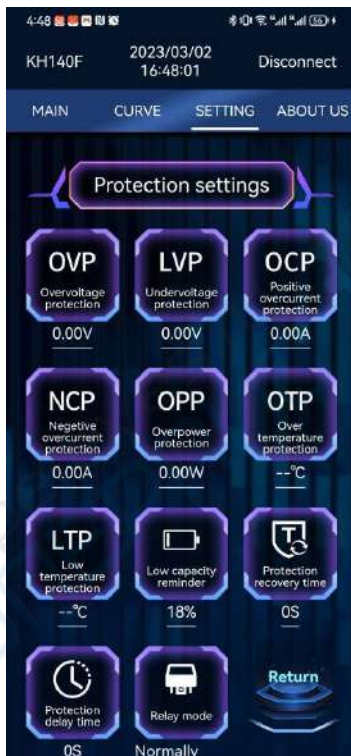 4:48
56
KH140F
2023/03/02
16:48:01
Disconnect
MAIN CURVE SETTING ABOUT US
Protection settings
OVP
Overvoltage
protection
0.00V
LVP
Undervoltage
protection
0.00V
OCP
Positive
overcurrent
protection
0.00A
NCP
Negetive
overcurrent
protection
0.00A
OPP
Overpower
protection
0.00W
OTP
Over
temperature
protection
--°C
LTP
Low
temperature
protection
--°C
Low capacity
reminder
18%
Protection
recovery time
0S
Protection
delay time
0S
Relay mode
Normally
Return